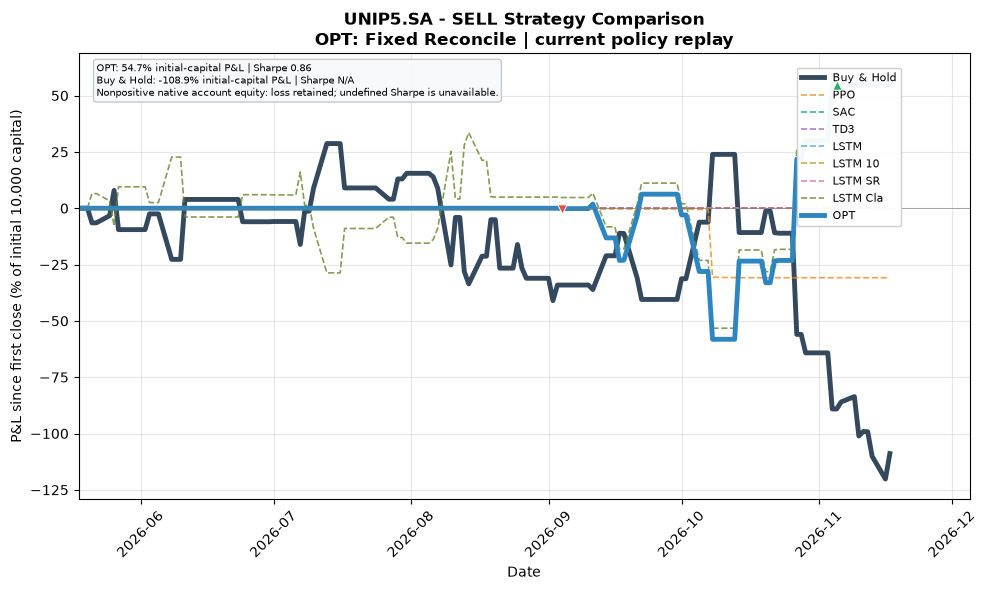 UNIP5.SA - SELL Strategy Comparison
OPT: Fixed Reconcile | current policy replay
OPT: 54.7% initial-capital P&L | Sharpe 0.86
Buy & Hold: -108.9% initial-capital P&L | Sharpe N/A
Nonpositive native account equity: loss retained; undefined Sharpe is unavailable.
Buy & Hold
PPO
SAC
TD3
LSTM
LSTM 10
LSTM SR
LSTM Cla
OPT
P&L since first close (% of initial 10,000 capital)
50
25
0
−25
−50
−75
−100
−125
2026-06
2026-07
2026-08
2026-09
2026-10
2026-11
2026-12
Date